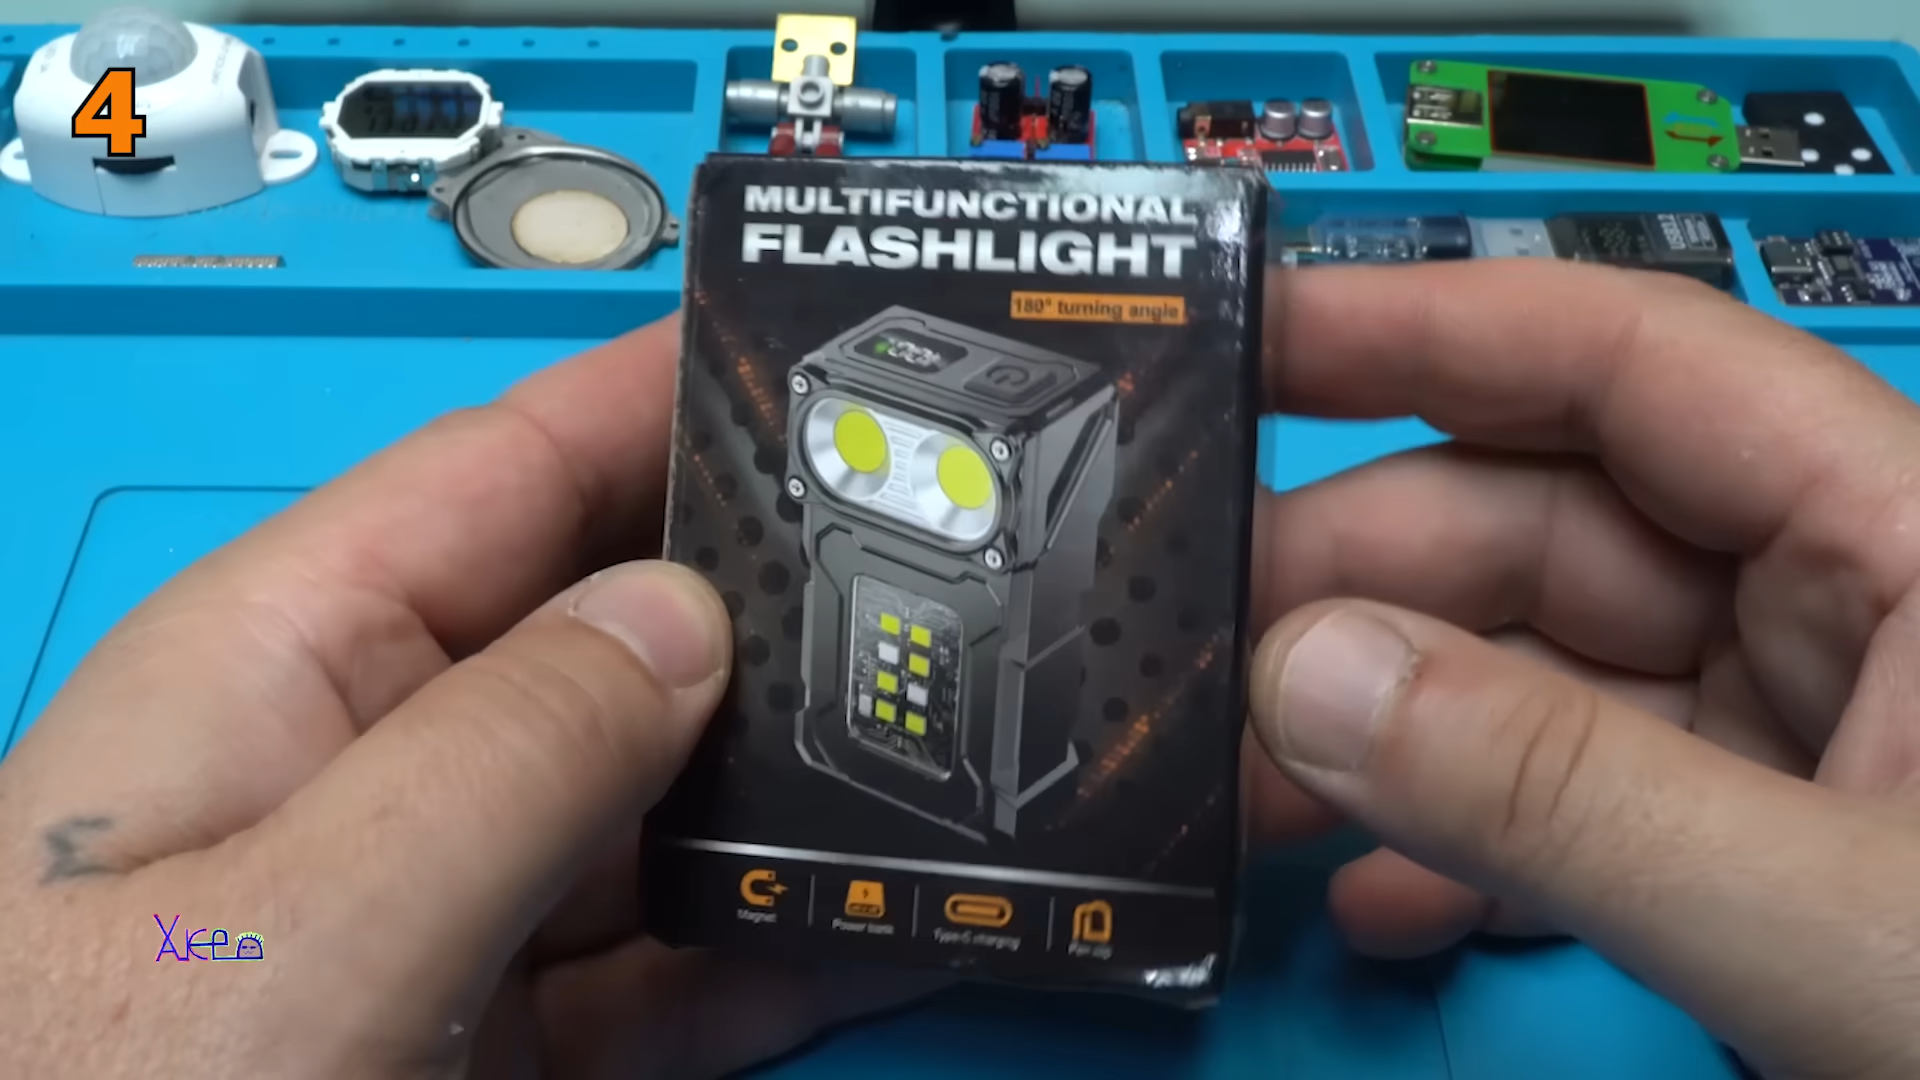 4
MULTIFUNCTIONAL
FLASHLIGHT
180° turning angle
Magnet
Power bank
Type-C charging
Pen clip